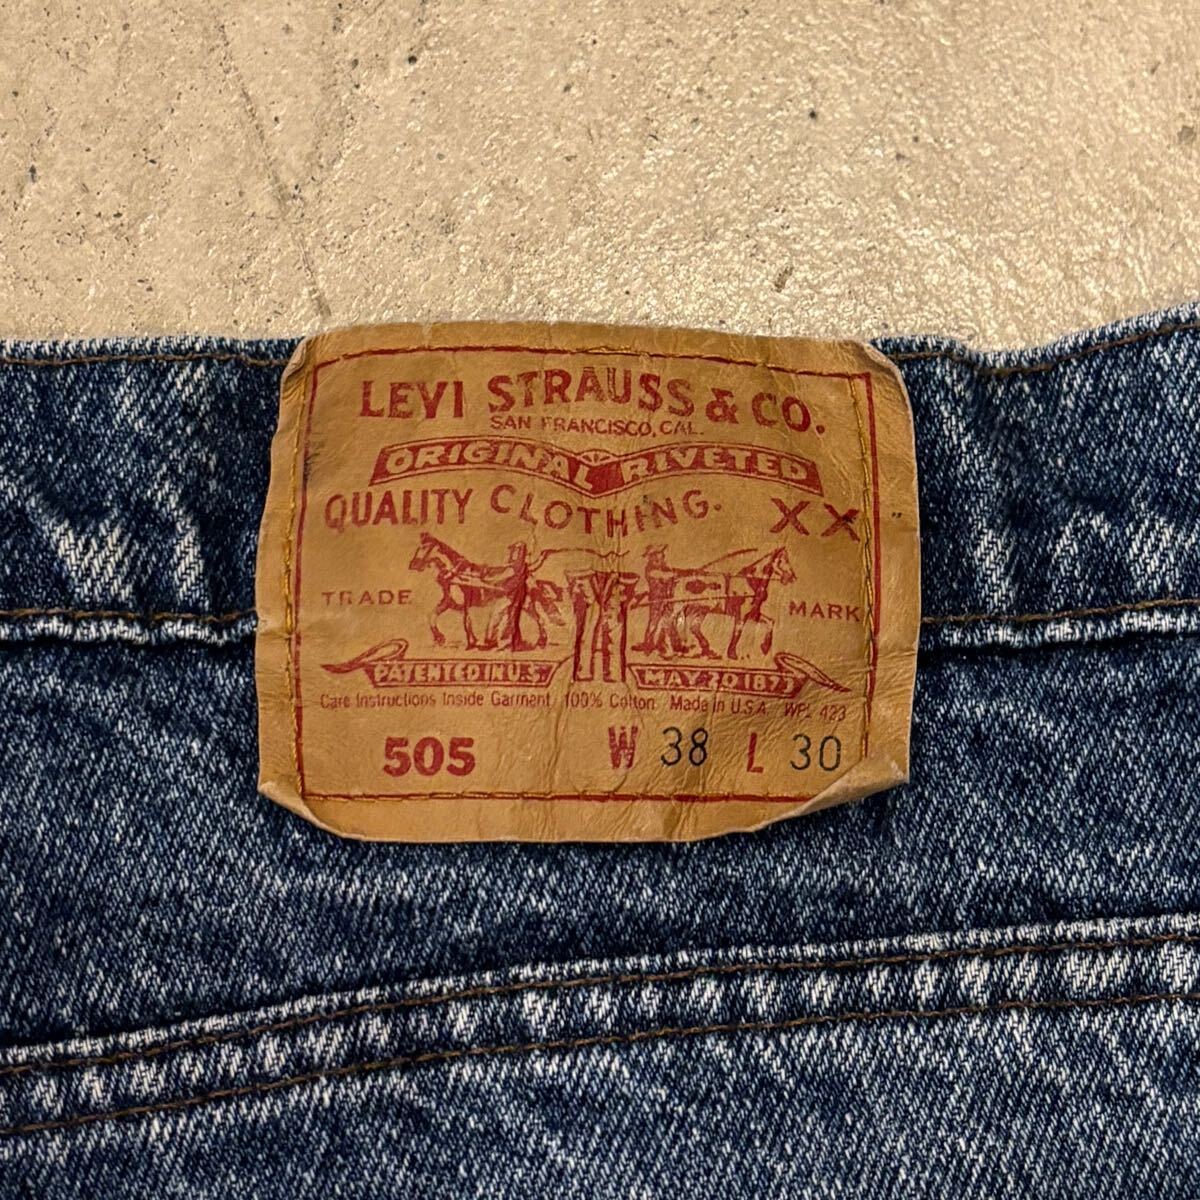 LEVI STRAUSS & CO.
SAN FRANCISCO, CAL.
ORIGINAL RIVETED
QUALITY CLOTHING. XX
TRADE MARK
PATENTED IN U.S. MAY 20 1873
Care Instructions Inside Garment 100% Cotton Made in U.S.A. WPL 423
505 W 38 L 30